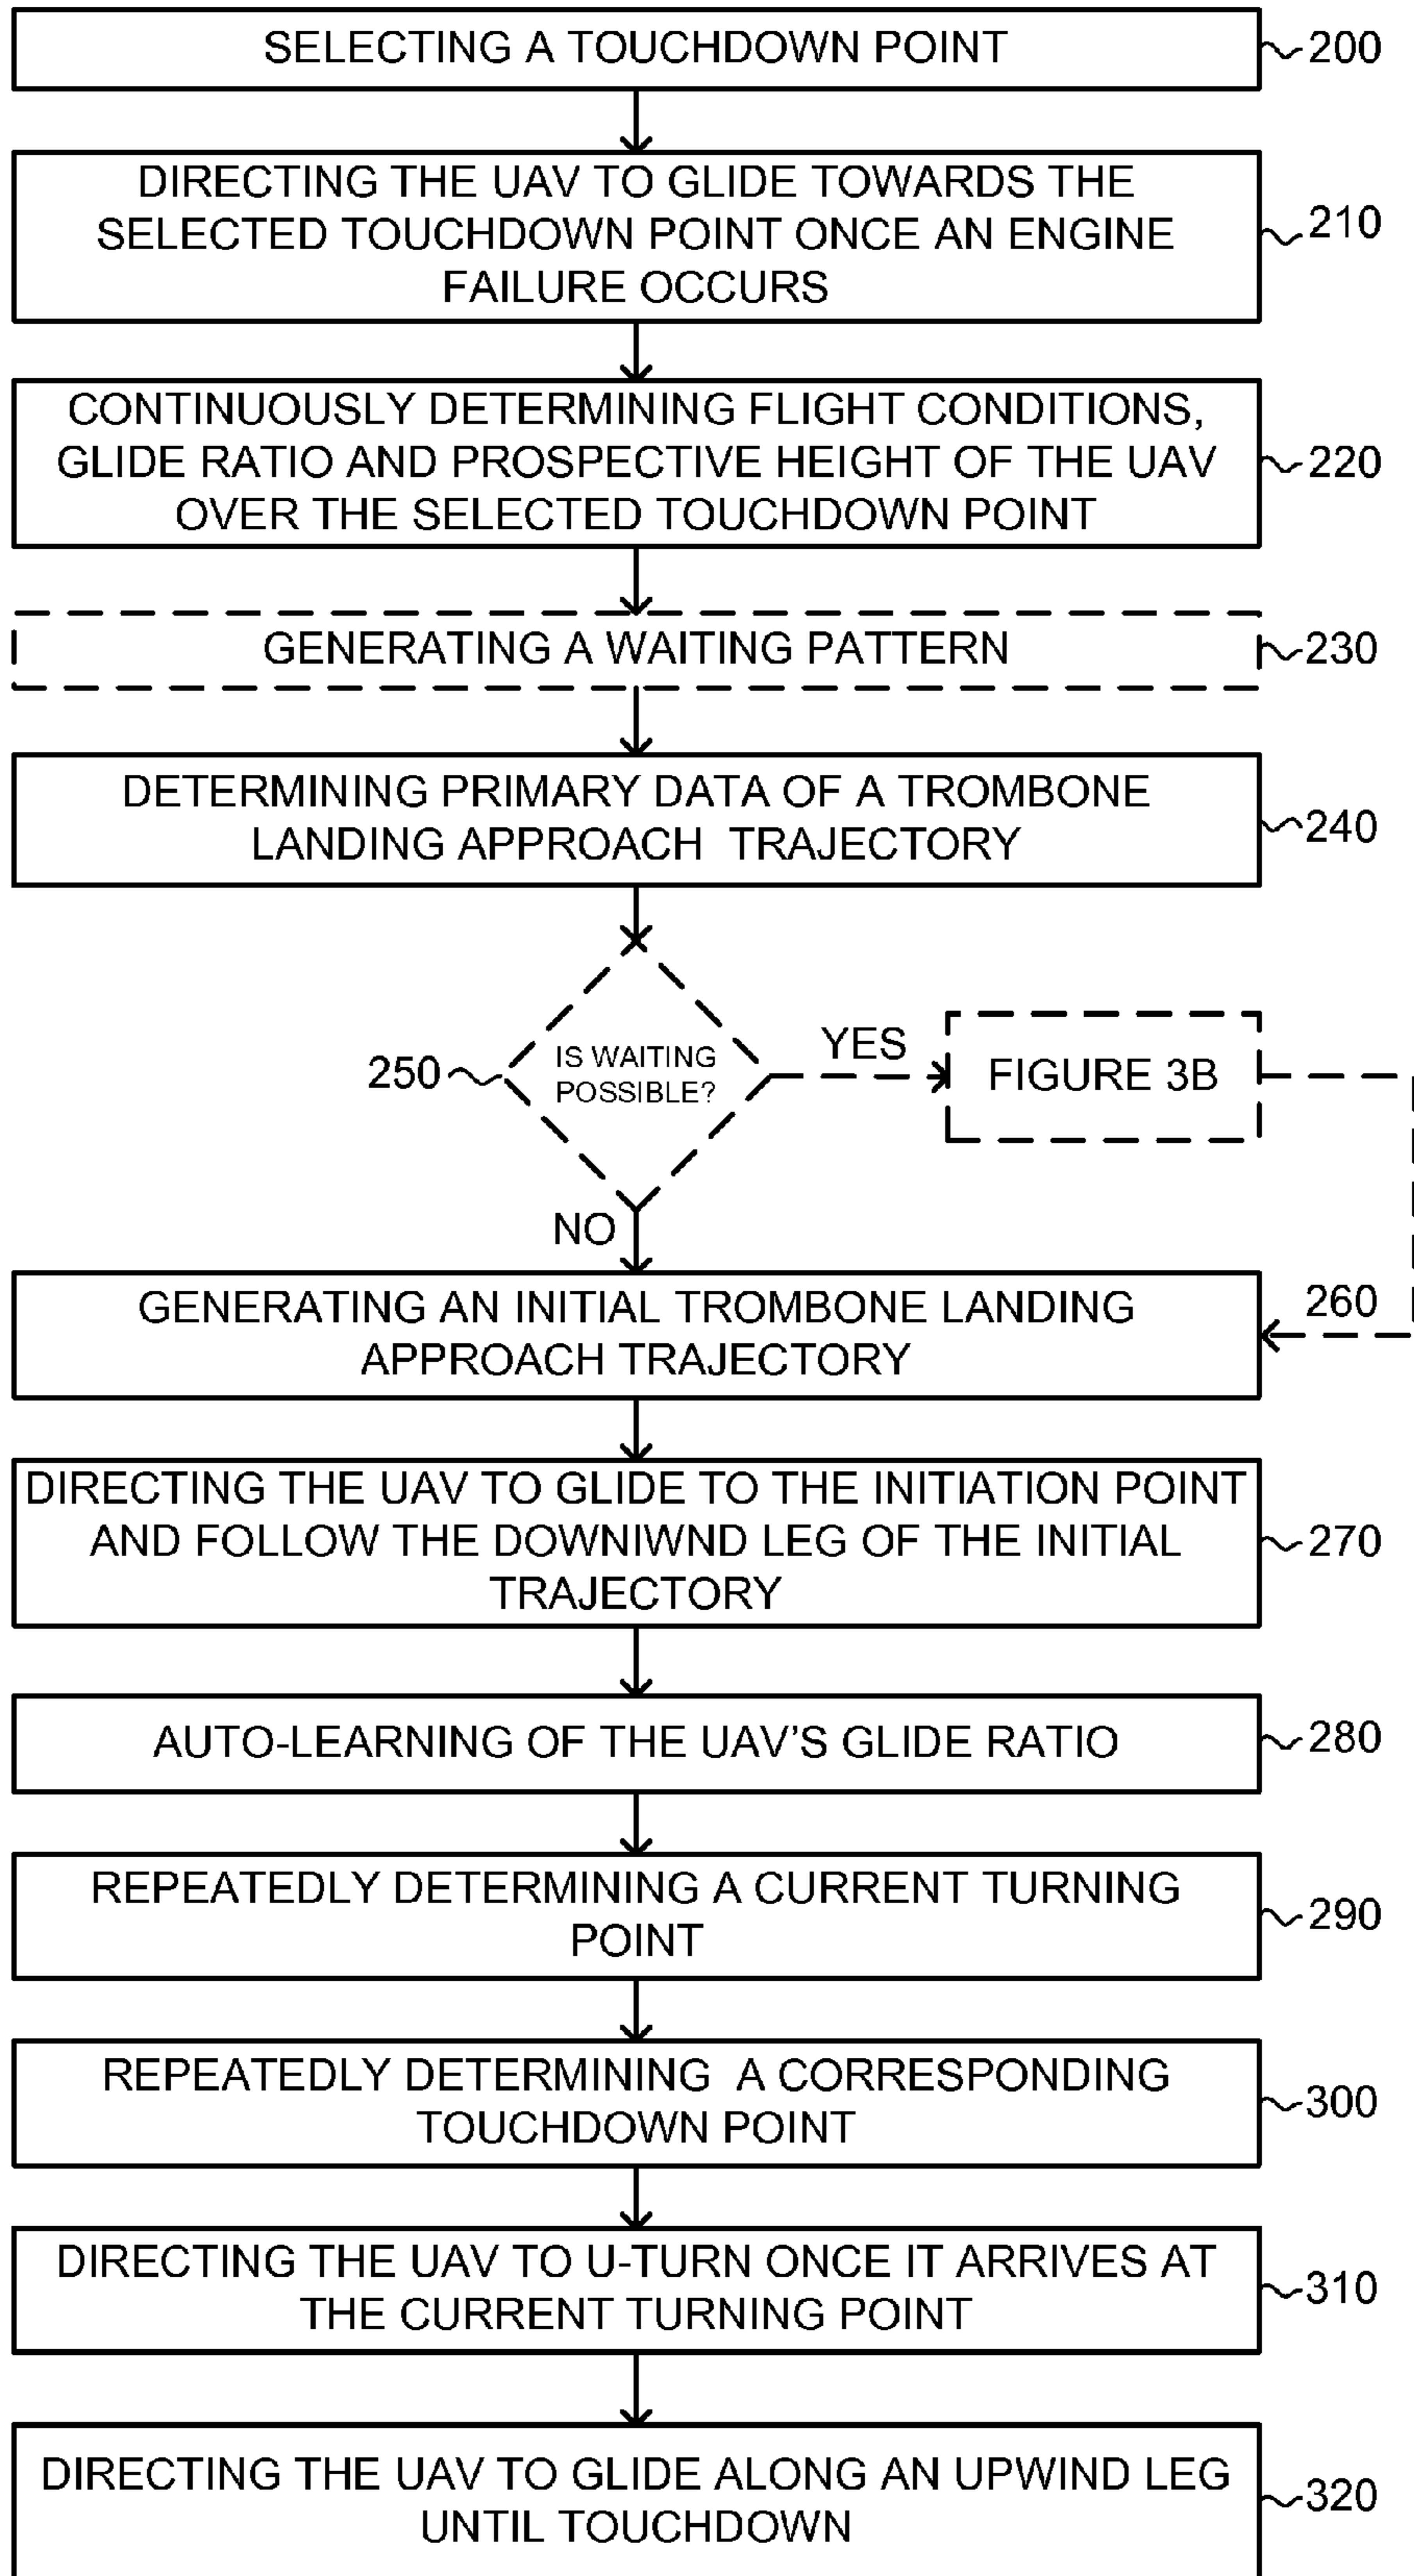 SELECTING A TOUCHDOWN POINT
200
DIRECTING THE UAV TO GLIDE TOWARDS THE
SELECTED TOUCHDOWN POINT ONCE AN ENGINE
FAILURE OCCURS
210
CONTINUOUSLY DETERMINING FLIGHT CONDITIONS,
GLIDE RATIO AND PROSPECTIVE HEIGHT OF THE UAV
OVER THE SELECTED TOUCHDOWN POINT
220
GENERATING A WAITING PATTERN
230
DETERMINING PRIMARY DATA OF A TROMBONE
LANDING APPROACH TRAJECTORY
240
250
IS WAITING
POSSIBLE?
YES
FIGURE 3B
NO
GENERATING AN INITIAL TROMBONE LANDING
APPROACH TRAJECTORY
260
DIRECTING THE UAV TO GLIDE TO THE INITIATION POINT
AND FOLLOW THE DOWNIWND LEG OF THE INITIAL
TRAJECTORY
270
AUTO-LEARNING OF THE UAV'S GLIDE RATIO
280
REPEATEDLY DETERMINING A CURRENT TURNING
POINT
290
REPEATEDLY DETERMINING A CORRESPONDING
TOUCHDOWN POINT
300
DIRECTING THE UAV TO U-TURN ONCE IT ARRIVES AT
THE CURRENT TURNING POINT
310
DIRECTING THE UAV TO GLIDE ALONG AN UPWIND LEG
UNTIL TOUCHDOWN
320